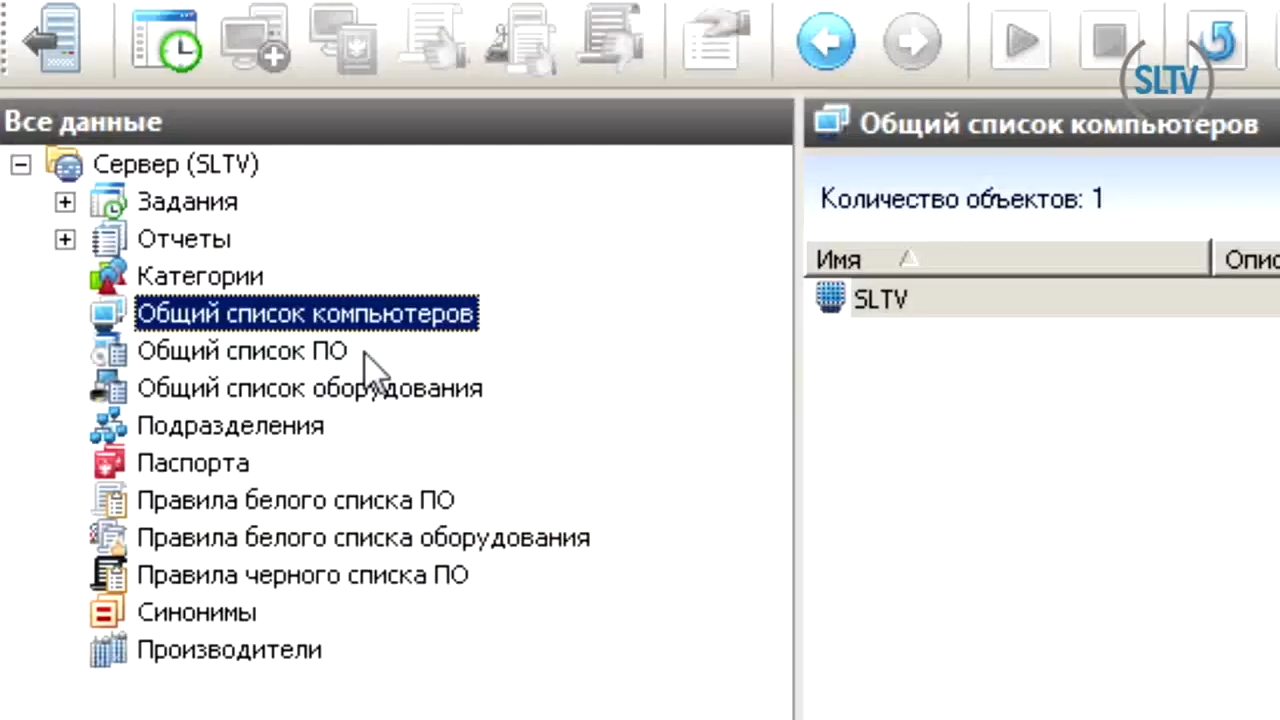 SLTV
Все данные
Сервер (SLTV)
Задания
Отчеты
Категории
Общий список компьютеров
Общий список ПО
Общий список оборудования
Подразделения
Паспорта
Правила белого списка ПО
Правила белого списка оборудования
Правила черного списка ПО
Синонимы
Производители
Общий список компьютеров
Количество объектов: 1
Имя Опис
SLTV